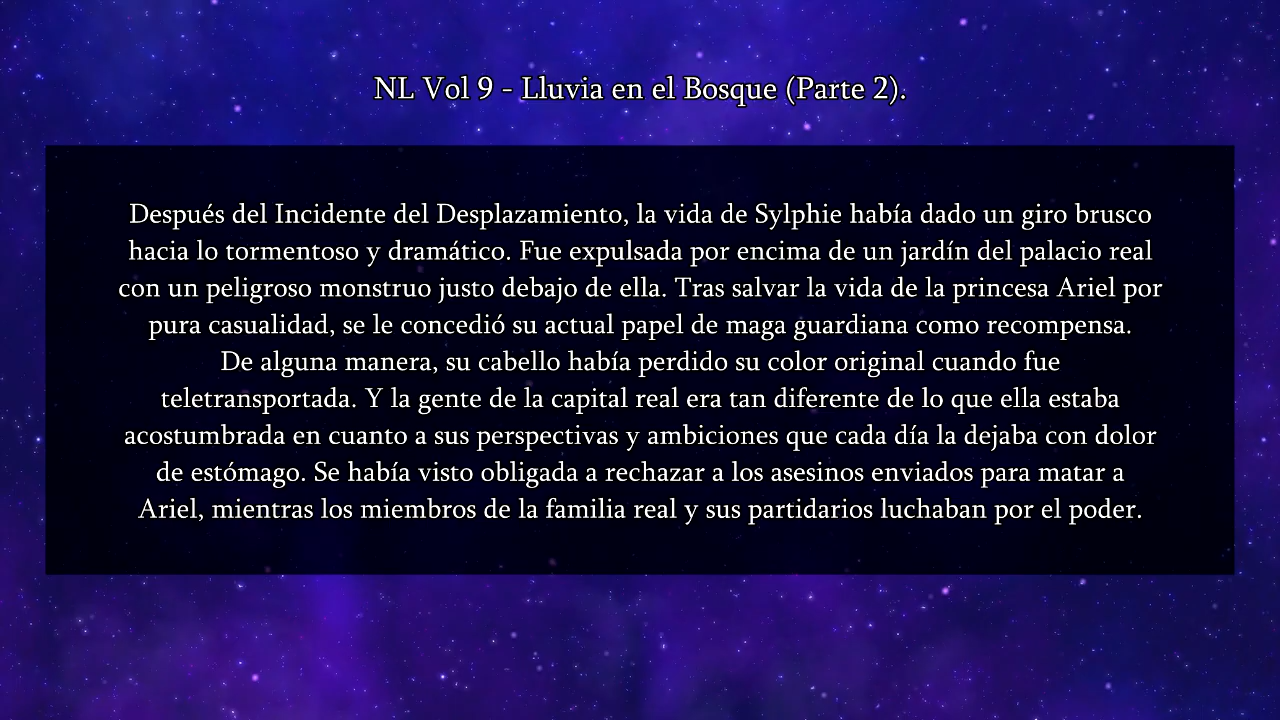 NL Vol 9 - Lluvia en el Bosque (Parte 2).
Después del Incidente del Desplazamiento, la vida de Sylphie había dado un giro brusco
hacia lo tormentoso y dramático. Fue expulsada por encima de un jardín del palacio real
con un peligroso monstruo justo debajo de ella. Tras salvar la vida de la princesa Ariel por
pura casualidad, se le concedió su actual papel de maga guardiana como recompensa.
De alguna manera, su cabello había perdido su color original cuando fue
teletransportada. Y la gente de la capital real era tan diferente de lo que ella estaba
acostumbrada en cuanto a sus perspectivas y ambiciones que cada día la dejaba con dolor
de estómago. Se había visto obligada a rechazar a los asesinos enviados para matar a
Ariel, mientras los miembros de la familia real y sus partidarios luchaban por el poder.